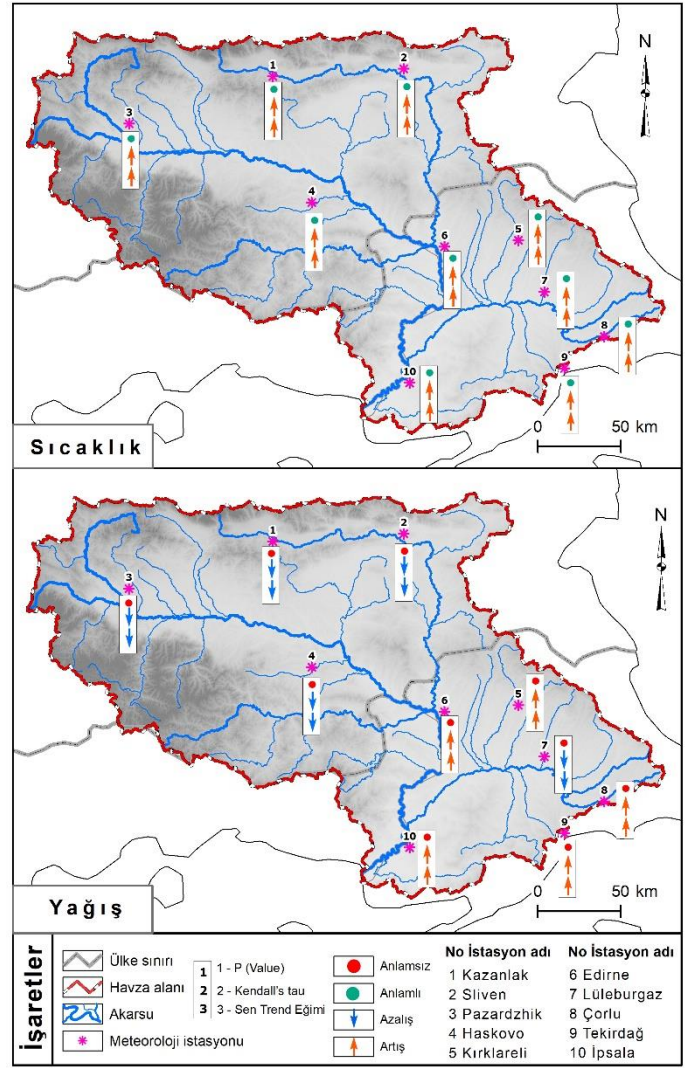 1
2
N
3
4
5
6
7
8
9
10
0 50 km
Sıcaklık
1
2
N
3
4
5
6
7
8
9
10
0 50 km
Yağış
İşaretler
Ülke sınırı
Havza alanı
Akarsu
Meteoroloji istasyonu
1 1 - P (Value)
2 2 - Kendall's tau
3 3 - Sen Trend Eğimi
Anlamsız
Anlamlı
Azalış
Artış
No İstasyon adı
1 Kazanlak
2 Sliven
3 Pazardzhik
4 Haskovo
5 Kırklareli
No İstasyon adı
6 Edirne
7 Lüleburgaz
8 Çorlu
9 Tekirdağ
10 İpsala